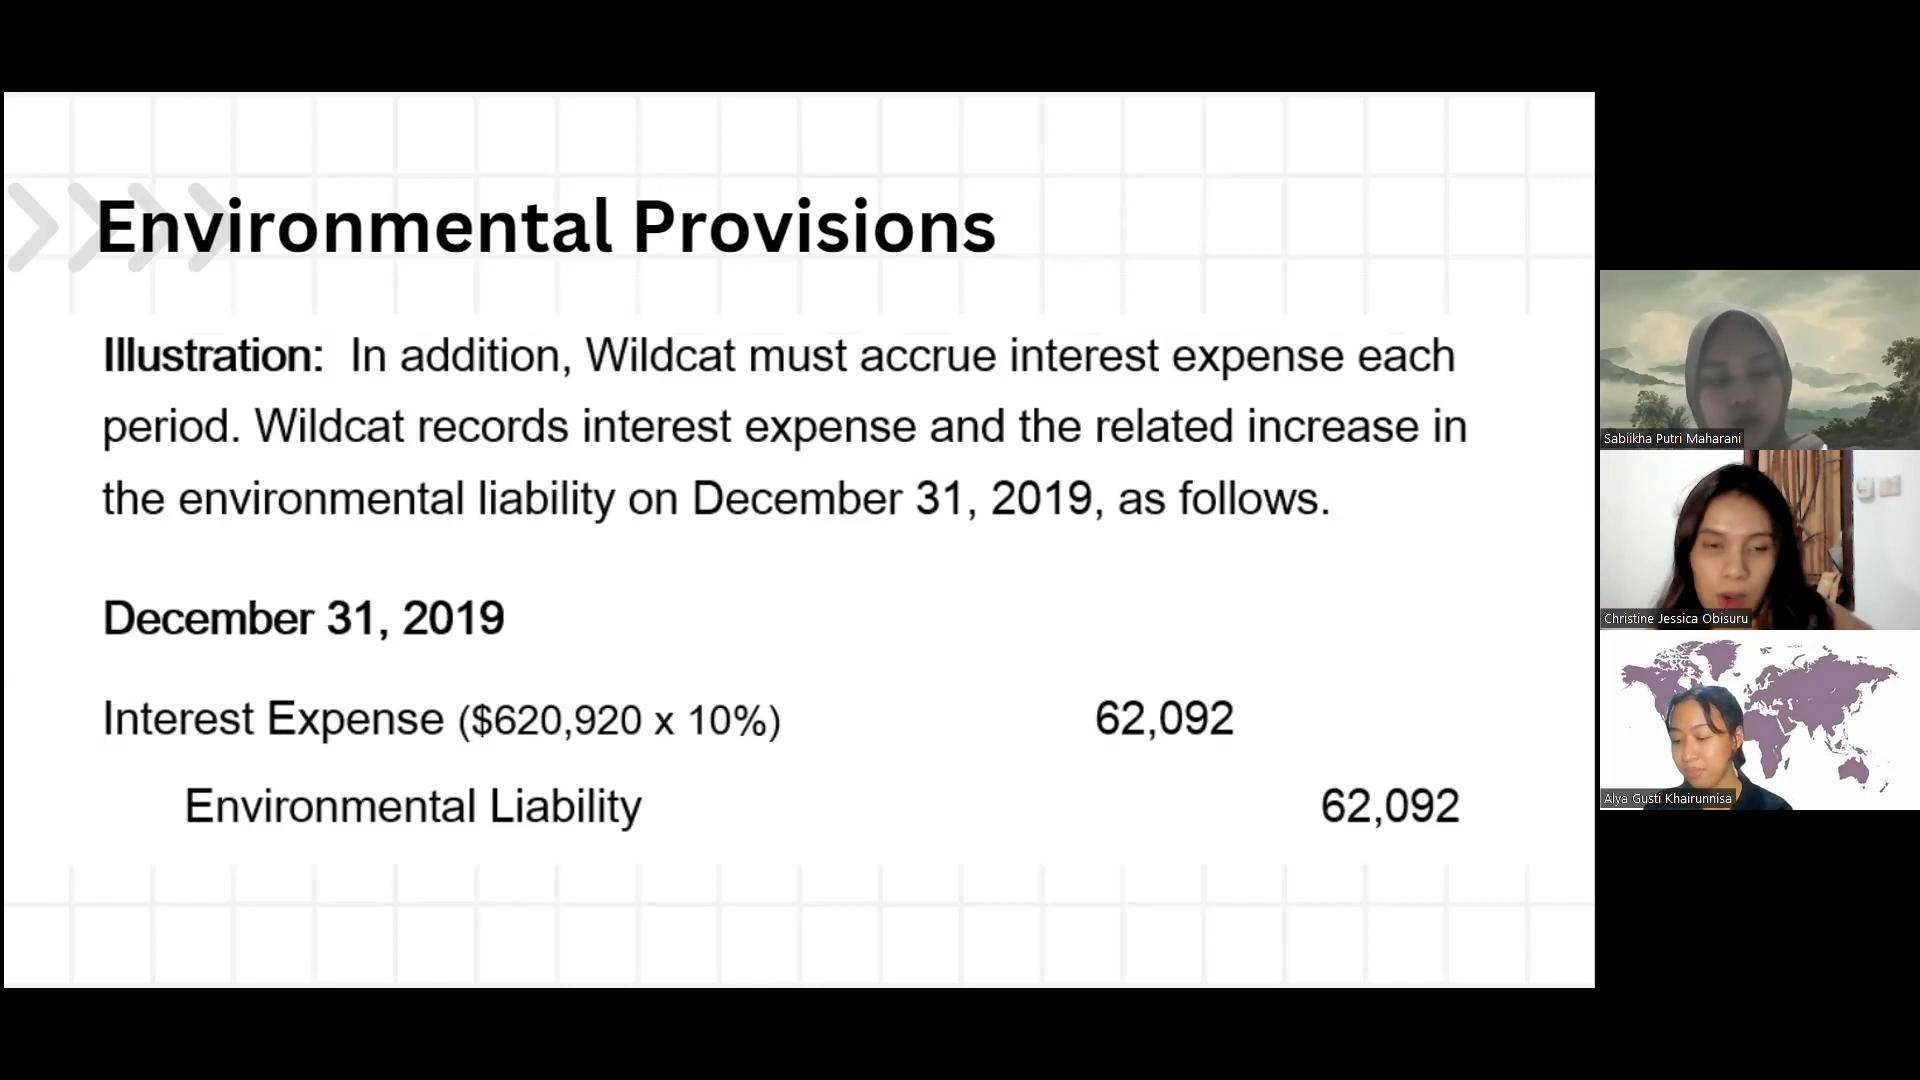 Environmental Provisions
Illustration: In addition, Wildcat must accrue interest expense each
period. Wildcat records interest expense and the related increase in
the environmental liability on December 31, 2019, as follows.
December 31, 2019
Interest Expense ($620,920 x 10%) 62,092
Environmental Liability 62,092
Sabiikha Putri Maharani
Christine Jessica Obisuru
Alya Gusti Khairunnisa